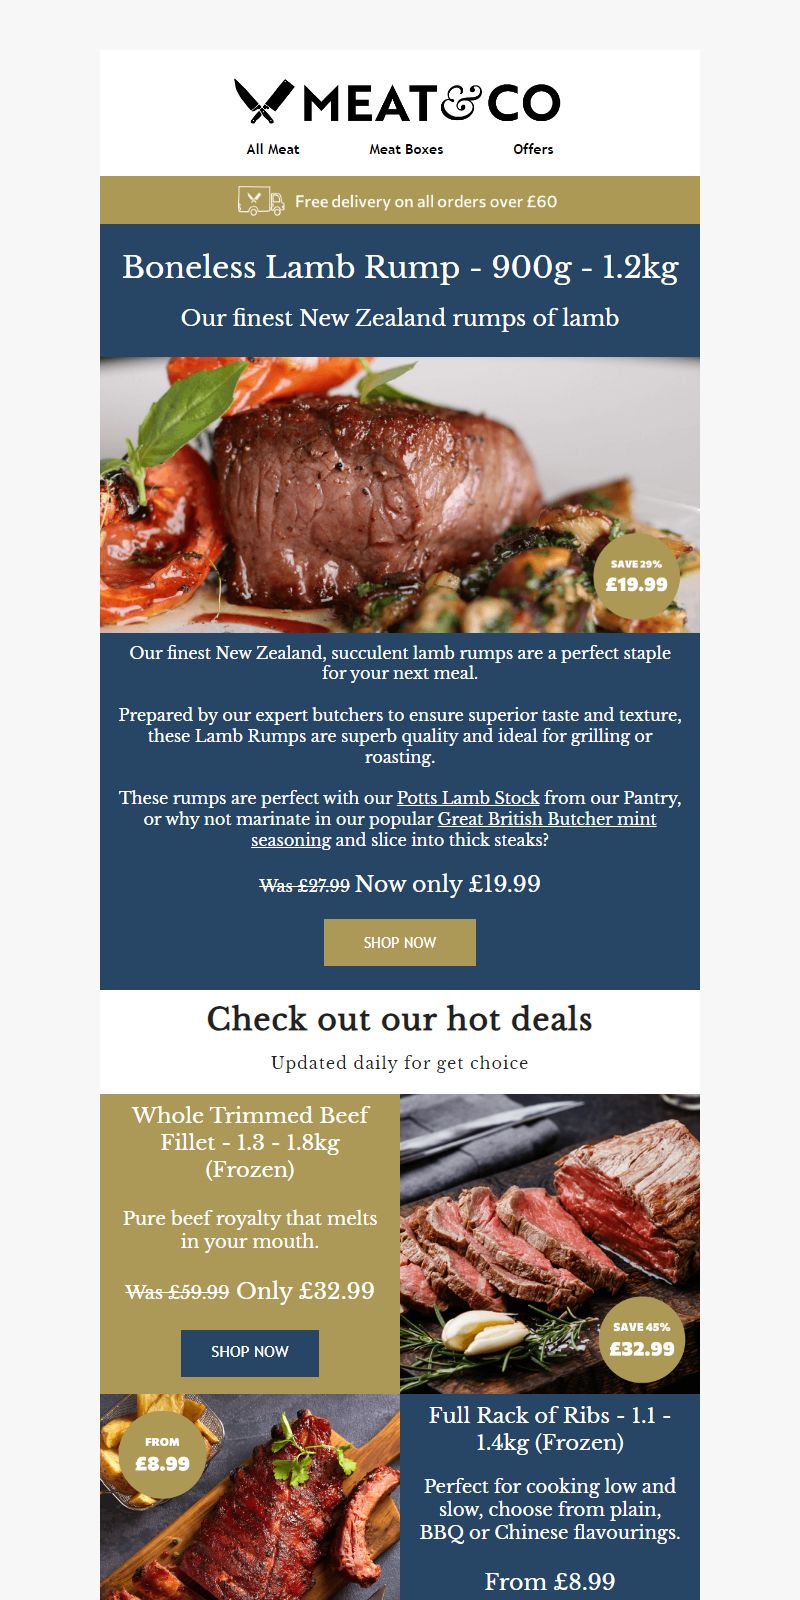 MEAT&CO
All Meat Meat Boxes Offers
Free delivery on all orders over £60
Boneless Lamb Rump - 900g - 1.2kg
Our finest New Zealand rumps of lamb
SAVE 29%
£19.99
Our finest New Zealand, succulent lamb rumps are a perfect staple
for your next meal.
Prepared by our expert butchers to ensure superior taste and texture,
these Lamb Rumps are superb quality and ideal for grilling or
roasting.
These rumps are perfect with our Potts Lamb Stock from our Pantry,
or why not marinate in our popular Great British Butcher mint
seasoning and slice into thick steaks?
Was £27.99 Now only £19.99
SHOP NOW
Check out our hot deals
Updated daily for get choice
Whole Trimmed Beef
Fillet - 1.3 - 1.8kg
(Frozen)
Pure beef royalty that melts
in your mouth.
Was £59.99 Only £32.99
SHOP NOW
SAVE 45%
£32.99
FROM
£8.99
Full Rack of Ribs - 1.1 -
1.4kg (Frozen)
Perfect for cooking low and
slow, choose from plain,
BBQ or Chinese flavourings.
From £8.99